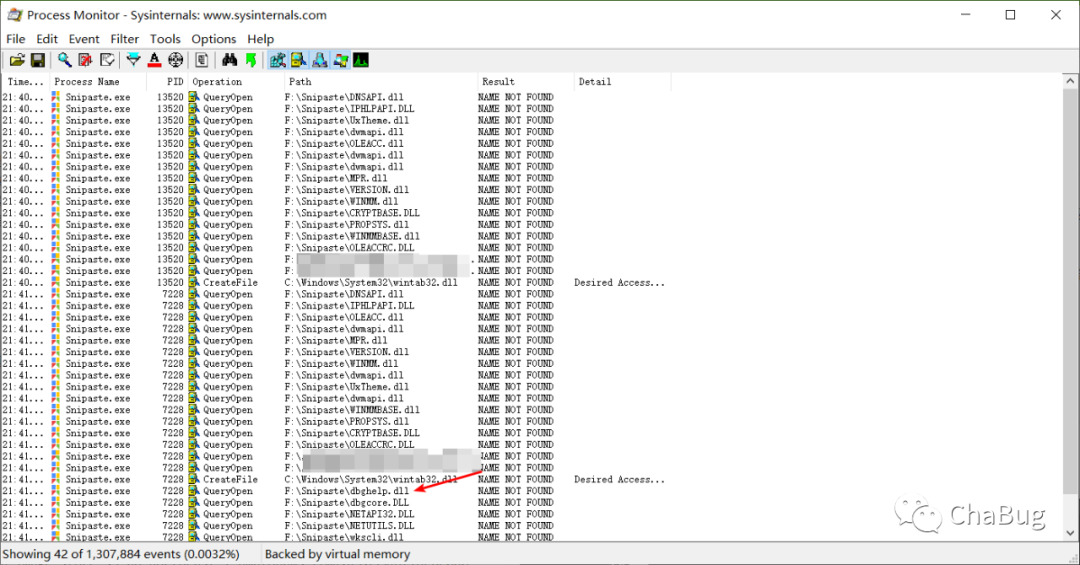 Process Monitor - Sysinternals: www.sysinternals.com
File Edit Event Filter Tools Options Help
Time... Process Name PID Operation Path Result Detail
21:40... Snipaste.exe 13520 QueryOpen F:\Snipaste\DNSAPI.dll NAME NOT FOUND
21:40... Snipaste.exe 13520 QueryOpen F:\Snipaste\IPHLPAPI.DLL NAME NOT FOUND
21:40... Snipaste.exe 13520 QueryOpen F:\Snipaste\UxTheme.dll NAME NOT FOUND
21:40... Snipaste.exe 13520 QueryOpen F:\Snipaste\dwmapi.dll NAME NOT FOUND
21:40... Snipaste.exe 13520 QueryOpen F:\Snipaste\OLEACC.dll NAME NOT FOUND
21:40... Snipaste.exe 13520 QueryOpen F:\Snipaste\dwmapi.dll NAME NOT FOUND
21:40... Snipaste.exe 13520 QueryOpen F:\Snipaste\dwmapi.dll NAME NOT FOUND
21:40... Snipaste.exe 13520 QueryOpen F:\Snipaste\MPR.dll NAME NOT FOUND
21:40... Snipaste.exe 13520 QueryOpen F:\Snipaste\VERSION.dll NAME NOT FOUND
21:40... Snipaste.exe 13520 QueryOpen F:\Snipaste\WINMM.dll NAME NOT FOUND
21:40... Snipaste.exe 13520 QueryOpen F:\Snipaste\CRYPTBASE.DLL NAME NOT FOUND
21:40... Snipaste.exe 13520 QueryOpen F:\Snipaste\PROPSYS.dll NAME NOT FOUND
21:40... Snipaste.exe 13520 QueryOpen F:\Snipaste\WINMMBASE.dll NAME NOT FOUND
21:40... Snipaste.exe 13520 QueryOpen F:\Snipaste\OLEACCRC.DLL NAME NOT FOUND
21:40... Snipaste.exe 13520 QueryOpen F: NAME NOT FOUND
21:40... Snipaste.exe 13520 QueryOpen F: NAME NOT FOUND
21:40... Snipaste.exe 13520 CreateFile C:\Windows\System32\wintab32.dll NAME NOT FOUND Desired Access...
21:41... Snipaste.exe 7228 QueryOpen F:\Snipaste\DNSAPI.dll NAME NOT FOUND
21:41... Snipaste.exe 7228 QueryOpen F:\Snipaste\IPHLPAPI.DLL NAME NOT FOUND
21:41... Snipaste.exe 7228 QueryOpen F:\Snipaste\OLEACC.dll NAME NOT FOUND
21:41... Snipaste.exe 7228 QueryOpen F:\Snipaste\dwmapi.dll NAME NOT FOUND
21:41... Snipaste.exe 7228 QueryOpen F:\Snipaste\MPR.dll NAME NOT FOUND
21:41... Snipaste.exe 7228 QueryOpen F:\Snipaste\VERSION.dll NAME NOT FOUND
21:41... Snipaste.exe 7228 QueryOpen F:\Snipaste\WINMM.dll NAME NOT FOUND
21:41... Snipaste.exe 7228 QueryOpen F:\Snipaste\dwmapi.dll NAME NOT FOUND
21:41... Snipaste.exe 7228 QueryOpen F:\Snipaste\UxTheme.dll NAME NOT FOUND
21:41... Snipaste.exe 7228 QueryOpen F:\Snipaste\dwmapi.dll NAME NOT FOUND
21:41... Snipaste.exe 7228 QueryOpen F:\Snipaste\WINMMBASE.dll NAME NOT FOUND
21:41... Snipaste.exe 7228 QueryOpen F:\Snipaste\PROPSYS.dll NAME NOT FOUND
21:41... Snipaste.exe 7228 QueryOpen F:\Snipaste\CRYPTBASE.DLL NAME NOT FOUND
21:41... Snipaste.exe 7228 QueryOpen F:\Snipaste\OLEACCRC.DLL NAME NOT FOUND
21:41... Snipaste.exe 7228 QueryOpen F:\ NAME NOT FOUND
21:41... Snipaste.exe 7228 QueryOpen F:\ NAME NOT FOUND
21:41... Snipaste.exe 7228 CreateFile C:\Windows\System32\wintab32.dll NAME NOT FOUND Desired Access...
21:41... Snipaste.exe 7228 QueryOpen F:\Snipaste\dbghelp.dll NAME NOT FOUND
21:41... Snipaste.exe 7228 QueryOpen F:\Snipaste\dbgcore.DLL NAME NOT FOUND
21:41... Snipaste.exe 7228 QueryOpen F:\Snipaste\NETAPI32.DLL NAME NOT FOUND
21:41... Snipaste.exe 7228 QueryOpen F:\Snipaste\NETUTILS.DLL NAME NOT FOUND
21:41... Snipaste.exe 7228 QueryOpen F:\Snipaste\wkscli.dll NAME NOT FOUND
ChaBug
Showing 42 of 1,307,884 events (0.0032%) Backed by virtual memory